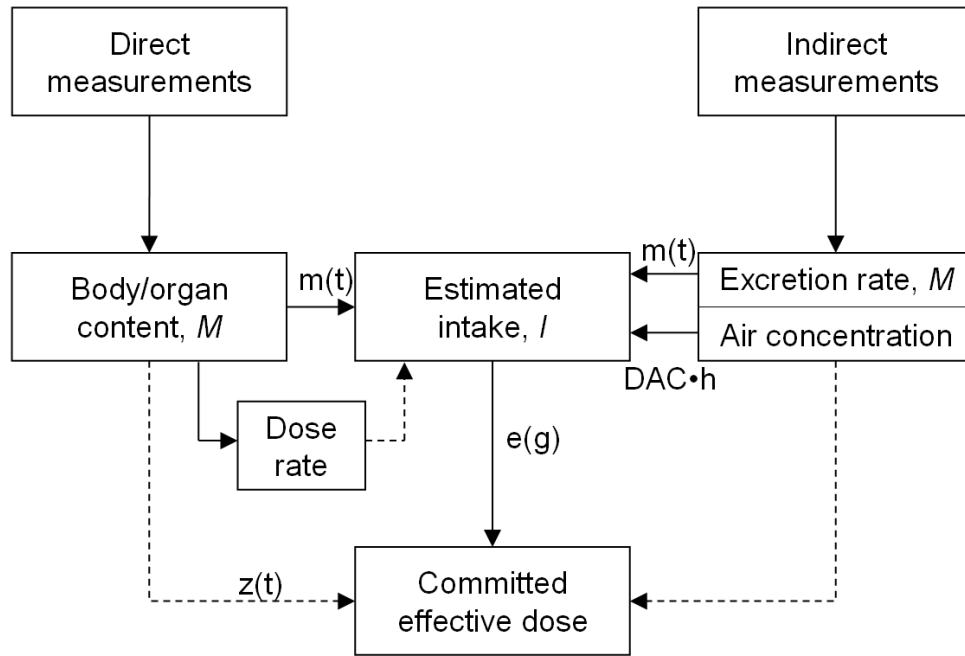 Direct
measurements
Indirect
measurements
Body/organ
content, M
m(t)
Estimated
intake, I
m(t)
Excretion rate, M
Air concentration
DAC•h
Dose
rate
e(g)
z(t)
Committed
effective dose